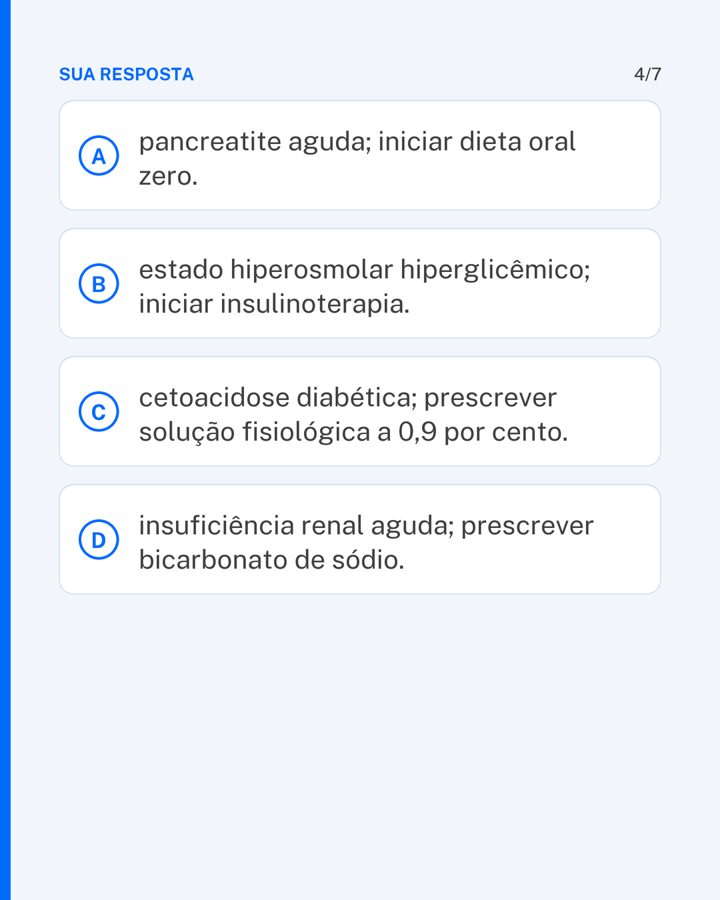 SUA RESPOSTA
4/7
A
pancreatite aguda; iniciar dieta oral
zero.
B
estado hiperosmolar hiperglicêmico;
iniciar insulinoterapia.
C
cetoacidose diabética; prescrever
solução fisiológica a 0,9 por cento.
D
insuficiência renal aguda; prescrever
bicarbonato de sódio.